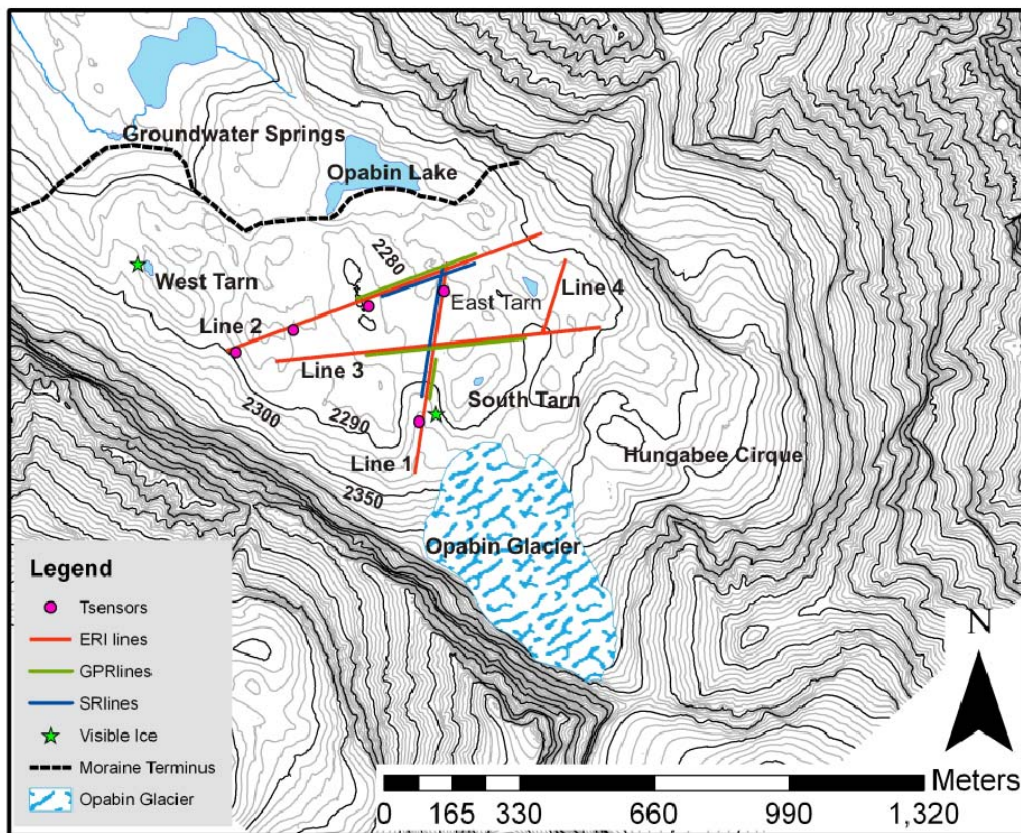 Groundwater Springs
Opabin Lake
2280
West Tarn
East Tarn
Line 4
Line 2
Line 3
South Tarn
2300
2290
Hungabee Cirque
Line 1
2350
Opabin Glacier
Legend
Tsensors
ERI lines
GPRlines
SRlines
Visible Ice
Moraine Terminus
Opabin Glacier
N
Meters
0 165 330 660 990 1,320